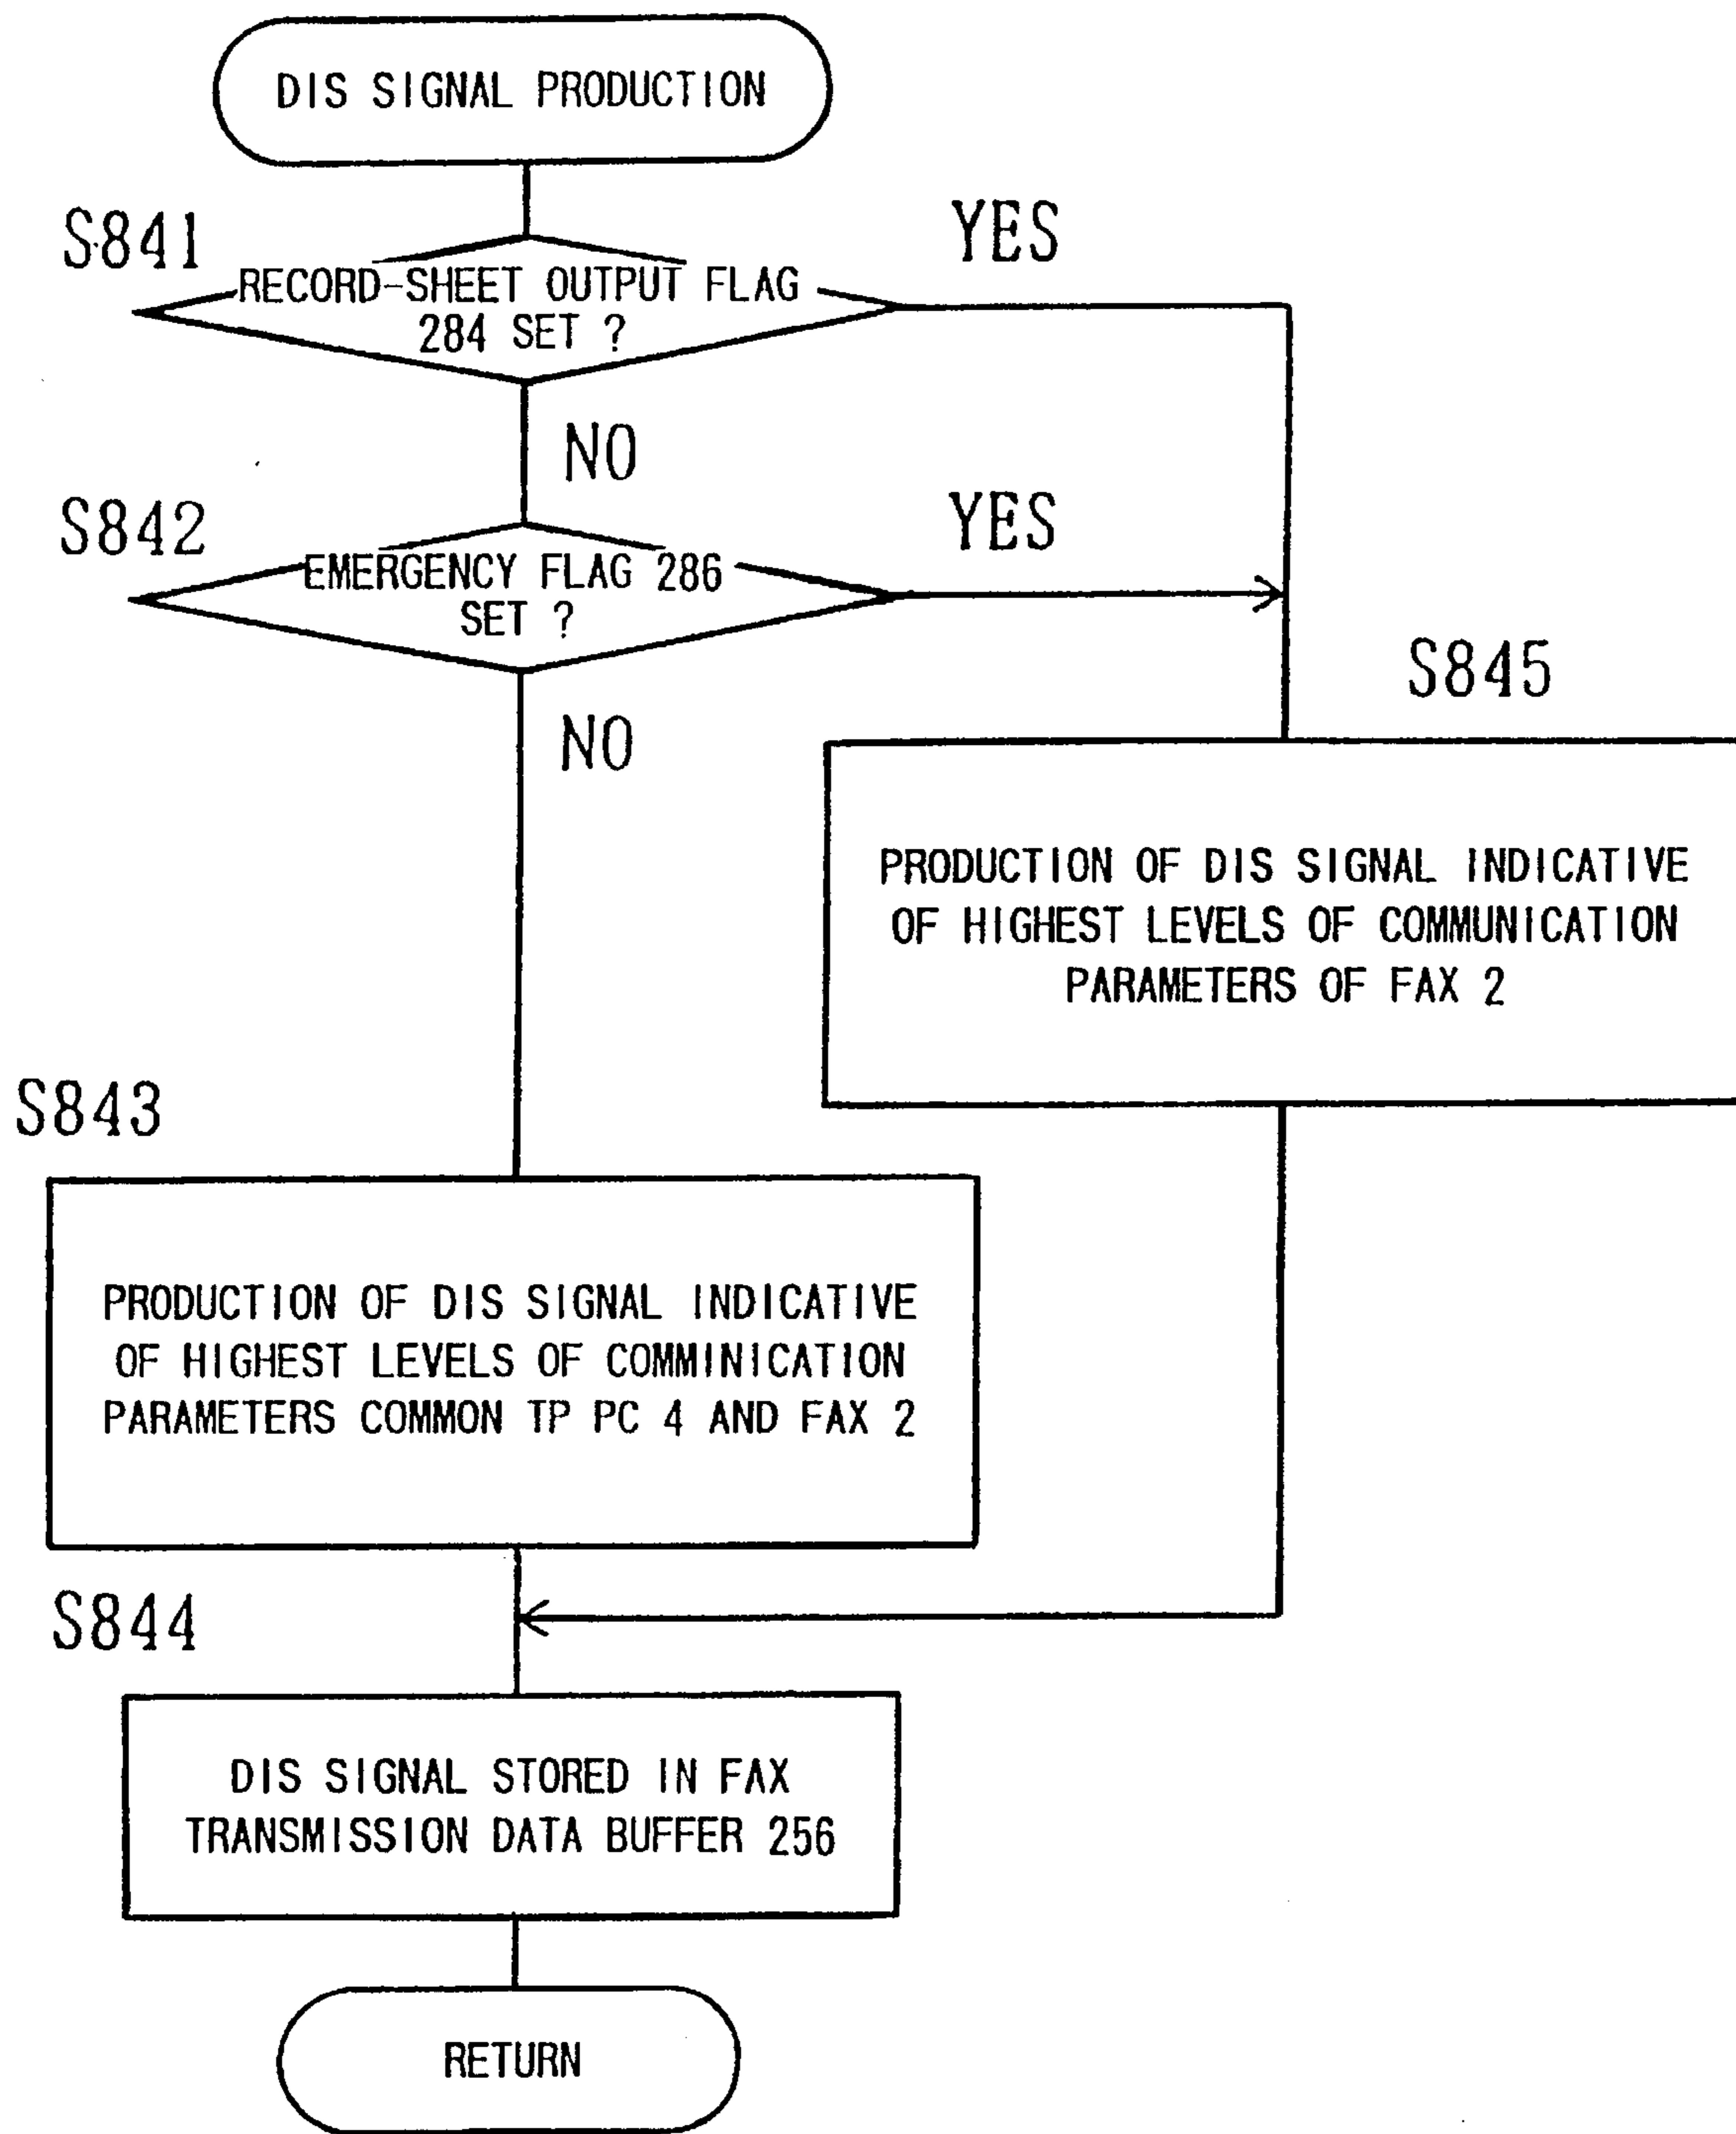 DIS SIGNAL PRODUCTION
S841
YES
RECORD-SHEET OUTPUT FLAG
284 SET ?
NO
S842
YES
EMERGENCY FLAG 286
SET ?
NO
S845
PRODUCTION OF DIS SIGNAL INDICATIVE
OF HIGHEST LEVELS OF COMMUNICATION
PARAMETERS OF FAX 2
S843
PRODUCTION OF DIS SIGNAL INDICATIVE
OF HIGHEST LEVELS OF COMMINICATION
PARAMETERS COMMON TP PC 4 AND FAX 2
S844
DIS SIGNAL STORED IN FAX
TRANSMISSION DATA BUFFER 256
RETURN